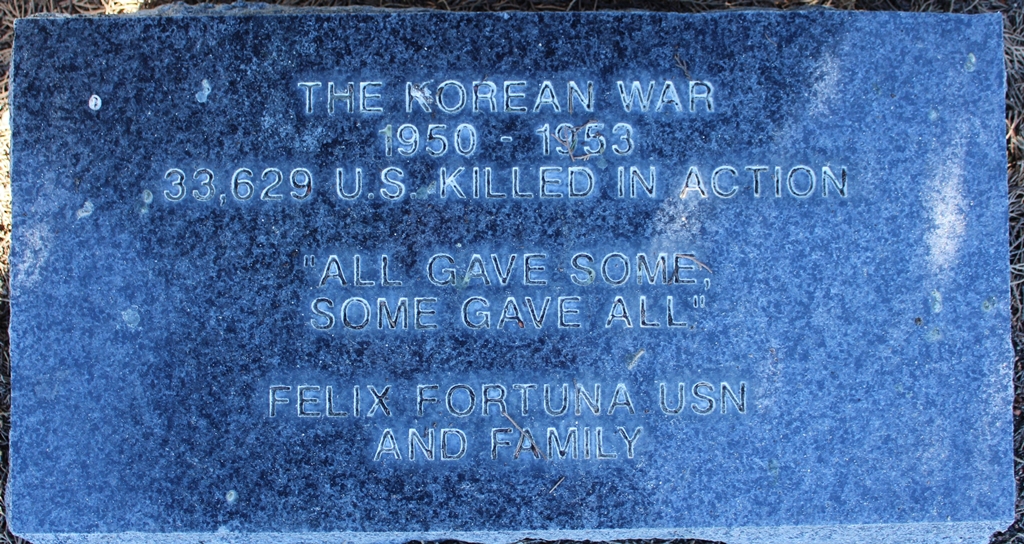 THE KOREAN WAR
1950 - 1953
33,629 U.S. KILLED IN ACTION
"ALL GAVE SOME,
SOME GAVE ALL"
FELIX FORTUNA USN
AND FAMILY